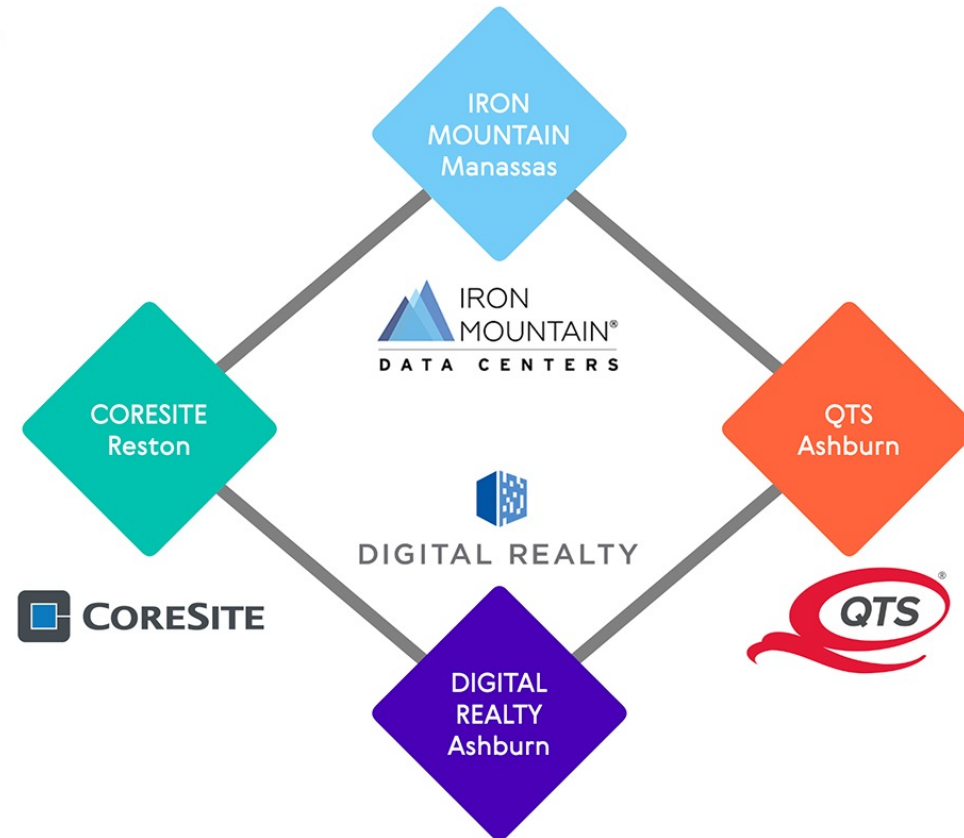 IRON
MOUNTAIN
Manassas
IRON
MOUNTAIN®
DATA CENTERS
CORESITE
Reston
QTS
Ashburn
DIGITAL REALTY
CORESITE
QTS®
DIGITAL
REALTY
Ashburn